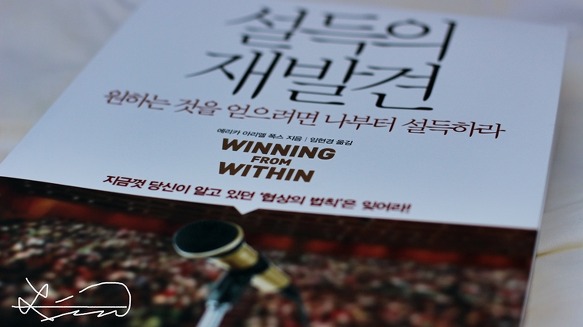 설득의
재발견
원하는 것을 얻으려면 나부터 설득하라
에리카 아리엘 폭스 지음 | 임현경 옮김
WINNING
FROM
WITHIN
지금껏 당신이 알고 있던 '협상의 법칙'은 잊어라!